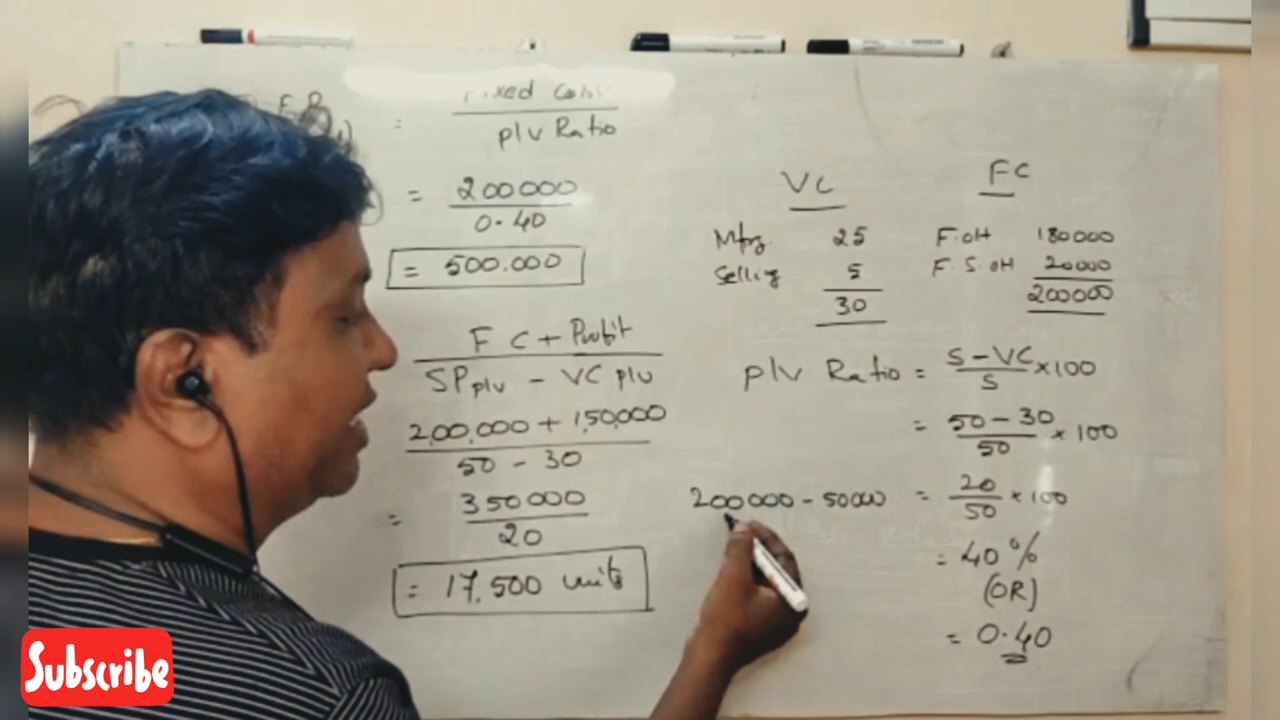 Fixed Cost
= ―――
P/V Ratio
= 200000
0.40
= 500.000
F C + Profit
SP p/u - VC p/u
2,00,000 + 1,50,000
50 - 30
= 350000
20
= 17,500 units
VC
Mfrg. 25
Selling 5
30
FC
F.OH 180000
F.S.OH 20000
200000
P/V Ratio = S - VC × 100
S
= 50 - 30 × 100
50
200000 - 50000
= 20 × 100
50
= 40%
(OR)
= 0.40
Subscribe